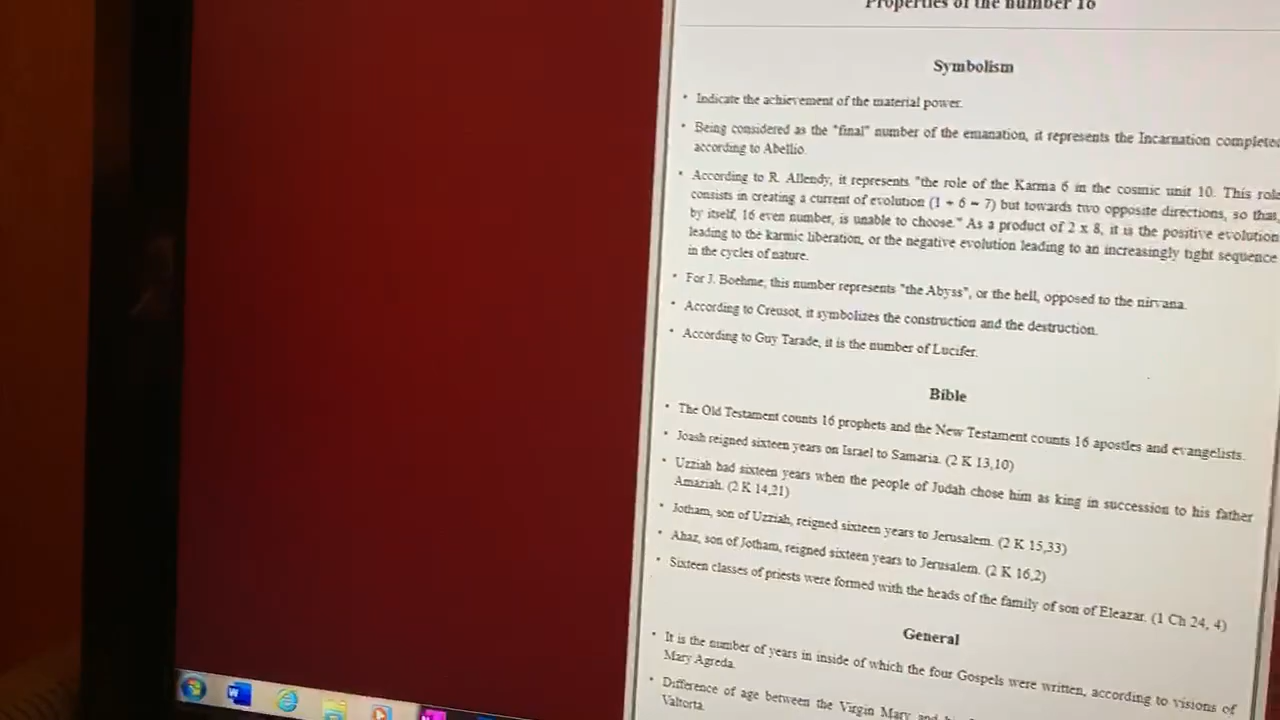 Properties of the number 16
Symbolism
• Indicate the achievement of the material power.
• Being considered as the "final" number of the emanation, it represents the Incarnation completed
according to Abellio.
• According to R. Allendy, it represents "the role of the Karma 6 in the cosmic unit 10. This role
consists in creating a current of evolution (1 + 6 = 7) but towards two opposite directions, so that,
by itself, 16 even number, is unable to choose." As a product of 2 x 8, it is the positive evolution
leading to the karmic liberation, or the negative evolution leading to an increasingly tight sequence
in the cycles of nature.
• For J. Boehme, this number represents "the Abyss", or the hell, opposed to the nirvana.
• According to Creusot, it symbolizes the construction and the destruction.
• According to Guy Tarade, it is the number of Lucifer.
Bible
• The Old Testament counts 16 prophets and the New Testament counts 16 apostles and evangelists.
• Joash reigned sixteen years on Israel to Samaria. (2 K 13,10)
• Uzziah had sixteen years when the people of Judah chose him as king in succession to his father
Amaziah. (2 K 14,21)
• Jotham, son of Uzziah, reigned sixteen years to Jerusalem. (2 K 15,33)
• Ahaz, son of Jotham, reigned sixteen years to Jerusalem. (2 K 16,2)
• Sixteen classes of priests were formed with the heads of the family of son of Eleazar. (1 Ch 24, 4)
General
• It is the number of years in inside of which the four Gospels were written, according to visions of
Mary Agreda.
• Difference of age between the Virgin Mary and
Valtorta.